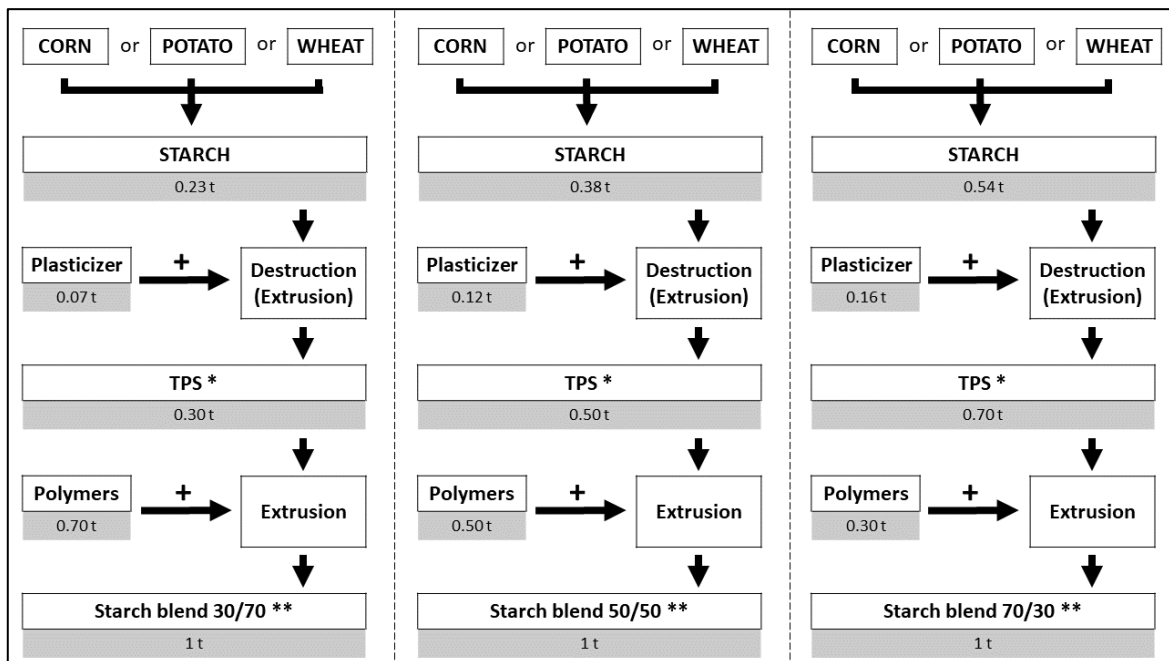 CORN or POTATO or WHEAT
STARCH
0.23 t
Plasticizer
0.07 t
+
Destruction
(Extrusion)
TPS *
0.30 t
Polymers
0.70 t
+
Extrusion
Starch blend 30/70 **
1 t
CORN or POTATO or WHEAT
STARCH
0.38 t
Plasticizer
0.12 t
+
Destruction
(Extrusion)
TPS *
0.50 t
Polymers
0.50 t
+
Extrusion
Starch blend 50/50 **
1 t
CORN or POTATO or WHEAT
STARCH
0.54 t
Plasticizer
0.16 t
+
Destruction
(Extrusion)
TPS *
0.70 t
Polymers
0.30 t
+
Extrusion
Starch blend 70/30 **
1 t